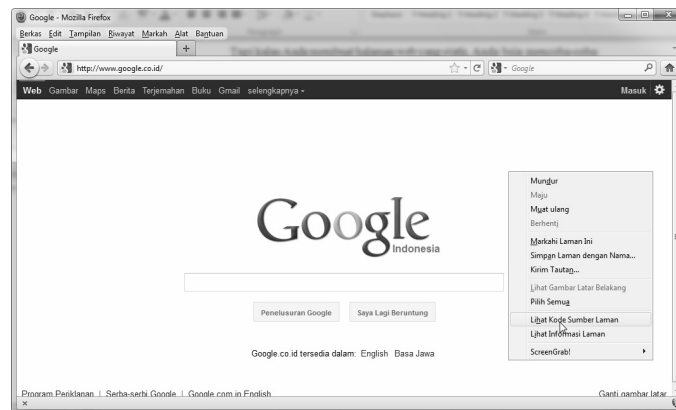 Google - Mozilla Firefox
Berkas Edit Tampilan Riwayat Markah Alat Bantuan
Google +
http://www.google.co.id/ Google
Web Gambar Maps Berita Terjemahan Buku Gmail selengkapnya Masuk
Google
Indonesia
Penelusuran Google Saya Lagi Beruntung
Google.co.id tersedia dalam: English Basa Jawa
Mundur
Maju
Muat ulang
Berhenti
Markahi Laman Ini
Simpan Laman dengan Nama...
Kirim Tautan...
Lihat Gambar Latar Belakang
Pilih Semua
Lihat Kode Sumber Laman
Lihat Informasi Laman
ScreenGrab!
Program Periklanan | Serba-serbi Google | Google.com in English Ganti gambar latar
×